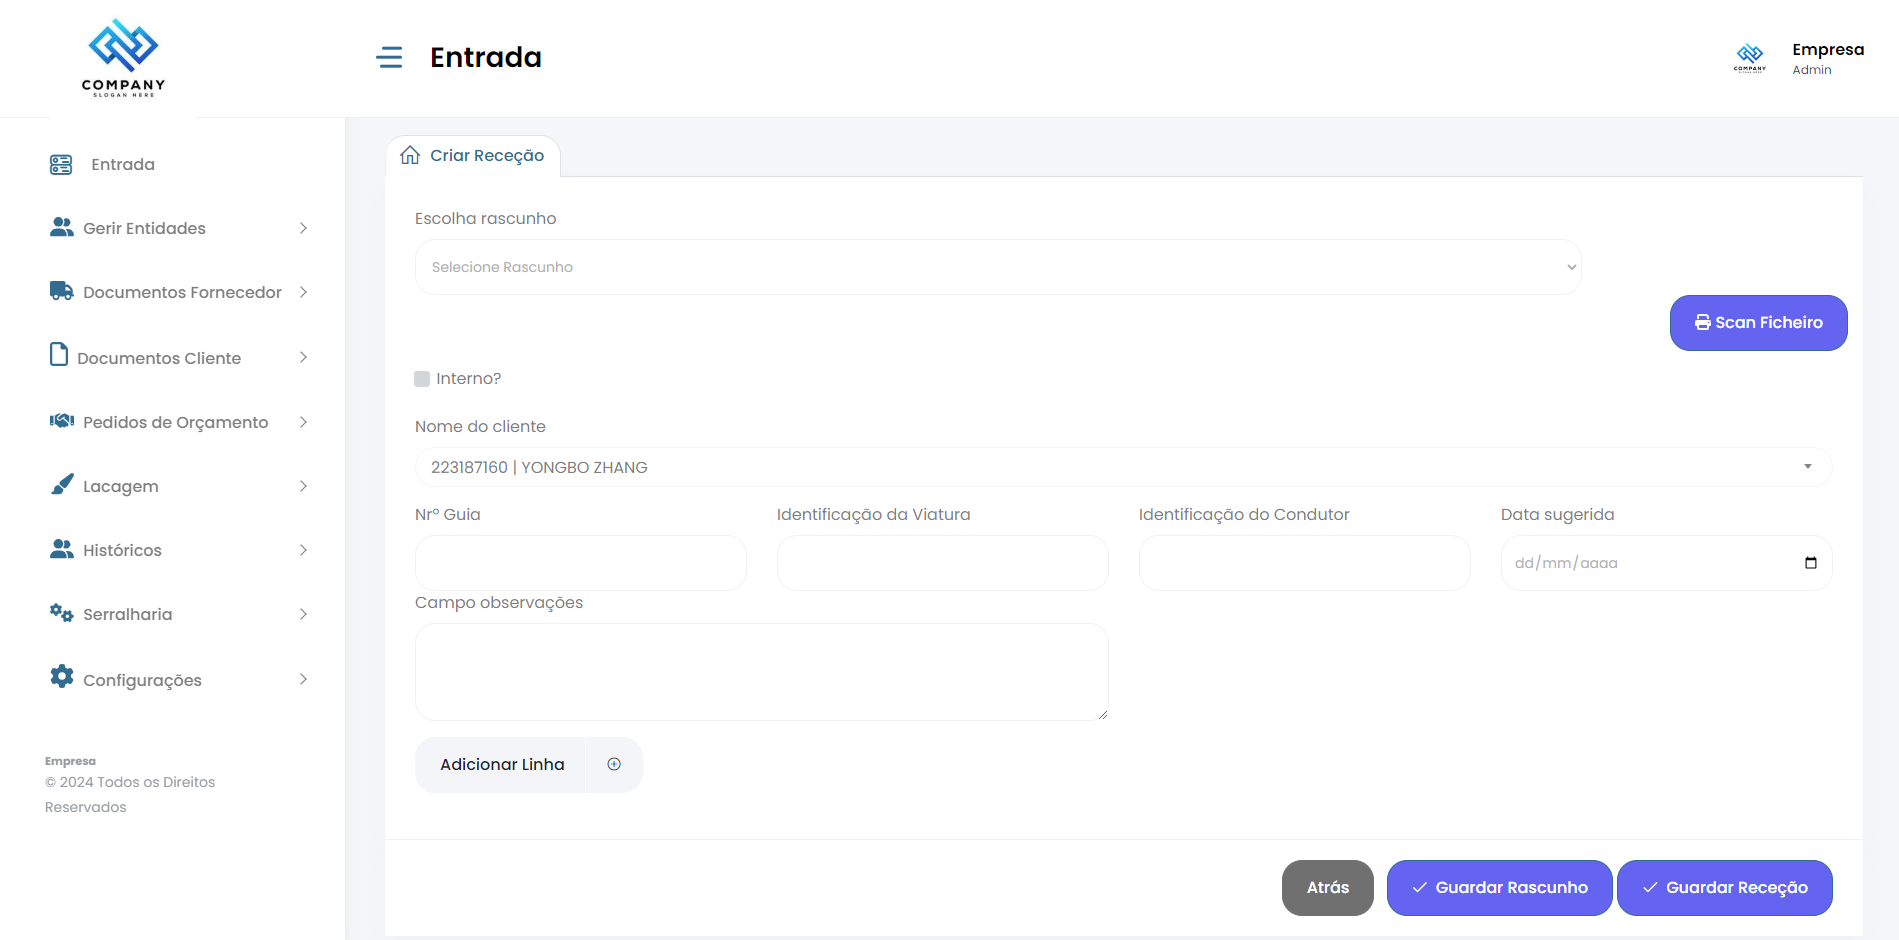 COMPANY
SLOGAN HERE
Entrada
COMPANY
Empresa
Admin
Entrada
Gerir Entidades
Documentos Fornecedor
Documentos Cliente
Pedidos de Orçamento
Lacagem
Históricos
Serralharia
Configurações
Empresa
© 2024 Todos os Direitos
Reservados
Criar Receção
Escolha rascunho
Selecione Rascunho
Scan Ficheiro
Interno?
Nome do cliente
223187160 | YONGBO ZHANG
Nrº Guia
Identificação da Viatura
Identificação do Condutor
Data sugerida
dd/mm/aaaa
Campo observações
Adicionar Linha
Atrás
Guardar Rascunho
Guardar Receção